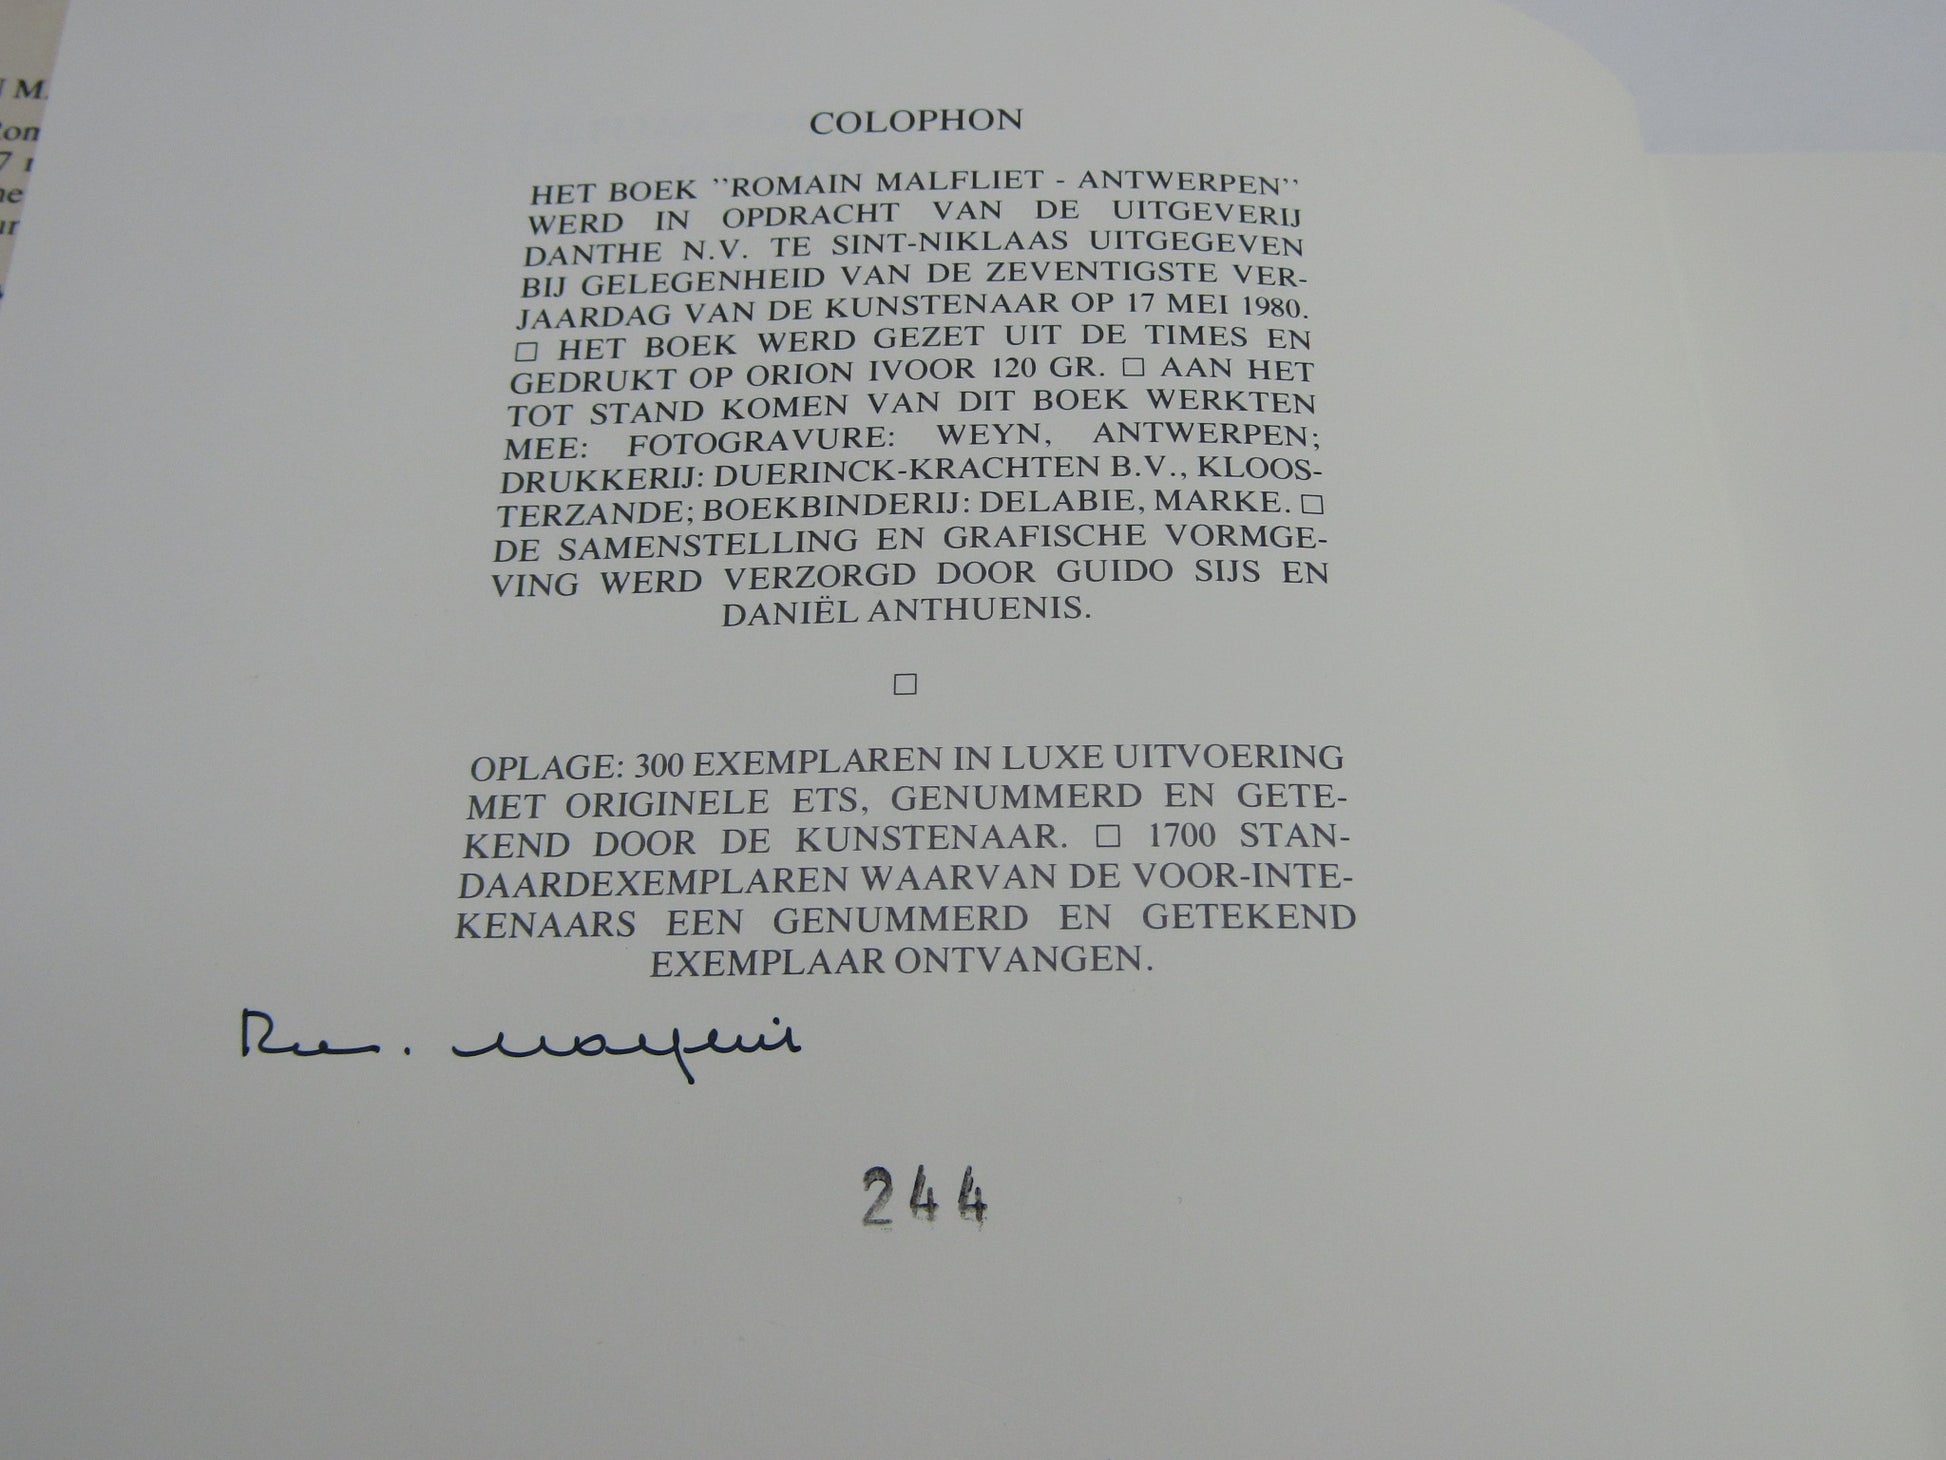 COLOPHON
HET BOEK "ROMAIN MALFLIET - ANTWERPEN"
WERD IN OPDRACHT VAN DE UITGEVERIJ
DANTHE N.V. TE SINT-NIKLAAS UITGEGEVEN
BIJ GELEGENHEID VAN DE ZEVENTIGSTE VER-
JAARDAG VAN DE KUNSTENAAR OP 17 MEI 1980.
□ HET BOEK WERD GEZET UIT DE TIMES EN
GEDRUKT OP ORION IVOOR 120 GR. □ AAN HET
TOT STAND KOMEN VAN DIT BOEK WERKTEN
MEE: FOTOGRAVURE: WEYN, ANTWERPEN;
DRUKKERIJ: DUERINCK-KRACHTEN B.V., KLOOS-
TERZANDE; BOEKBINDERIJ: DELABIE, MARKE. □
DE SAMENSTELLING EN GRAFISCHE VORMGE-
VING WERD VERZORGD DOOR GUIDO SIJS EN
DANIËL ANTHUENIS.
□
OPLAGE: 300 EXEMPLAREN IN LUXE UITVOERING
MET ORIGINELE ETS, GENUMMERD EN GETE-
KEND DOOR DE KUNSTENAAR. □ 1700 STAN-
DAARDEXEMPLAREN WAARVAN DE VOOR-INTE-
KENAARS EEN GENUMMERD EN GETEKEND
EXEMPLAAR ONTVANGEN.
244